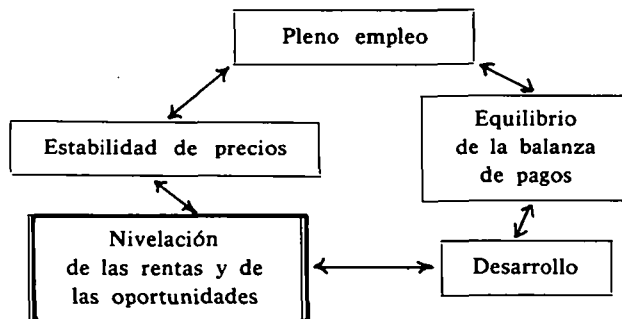 Pleno empleo
Estabilidad de precios
Equilibrio
de la balanza
de pagos
Nivelación
de las rentas y de
las oportunidades
Desarrollo